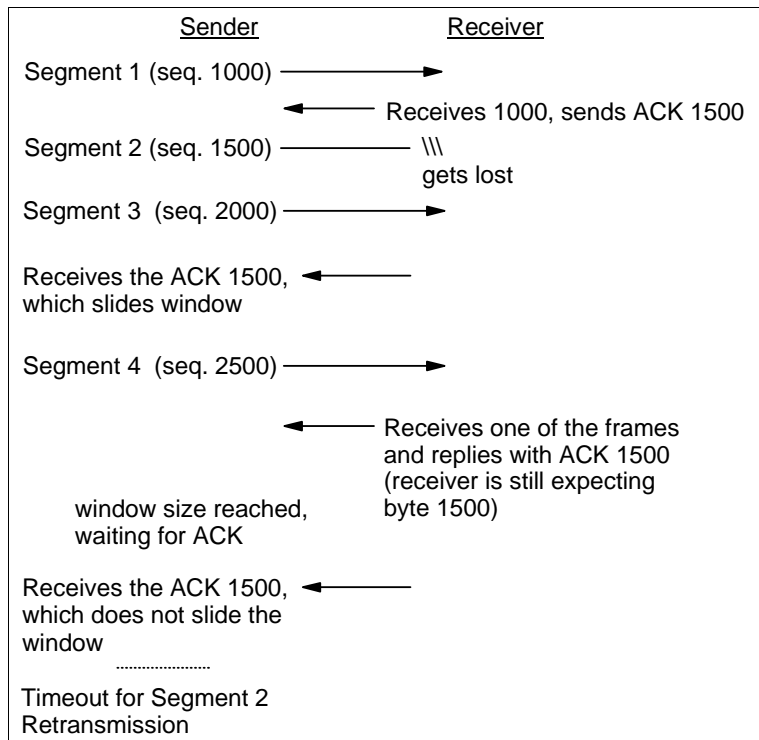 Sender Receiver
Segment 1 (seq. 1000)
Receives 1000, sends ACK 1500
Segment 2 (seq. 1500) \\\
gets lost
Segment 3 (seq. 2000)
Receives the ACK 1500,
which slides window
Segment 4 (seq. 2500)
Receives one of the frames
and replies with ACK 1500
(receiver is still expecting
byte 1500)
window size reached,
waiting for ACK
Receives the ACK 1500,
which does not slide the
window
Timeout for Segment 2
Retransmission